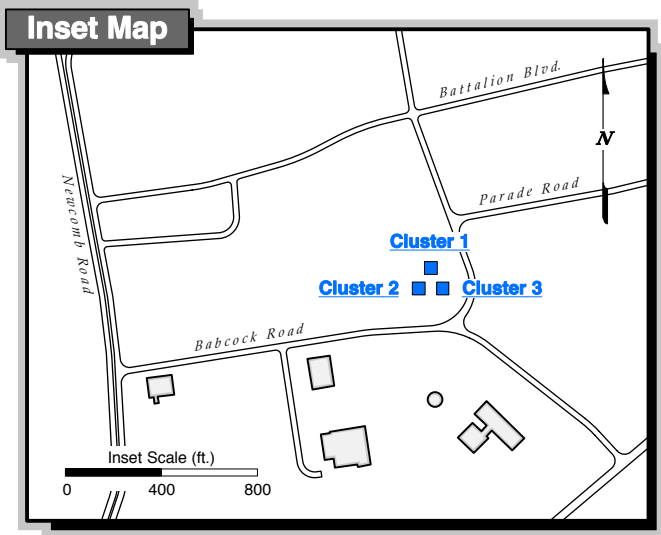 Inset Map
Battalion Blvd.
N
Newcomb Road
Parade Road
Cluster 1
Cluster 2
Cluster 3
Babcock Road
Inset Scale (ft.)
0 400 800